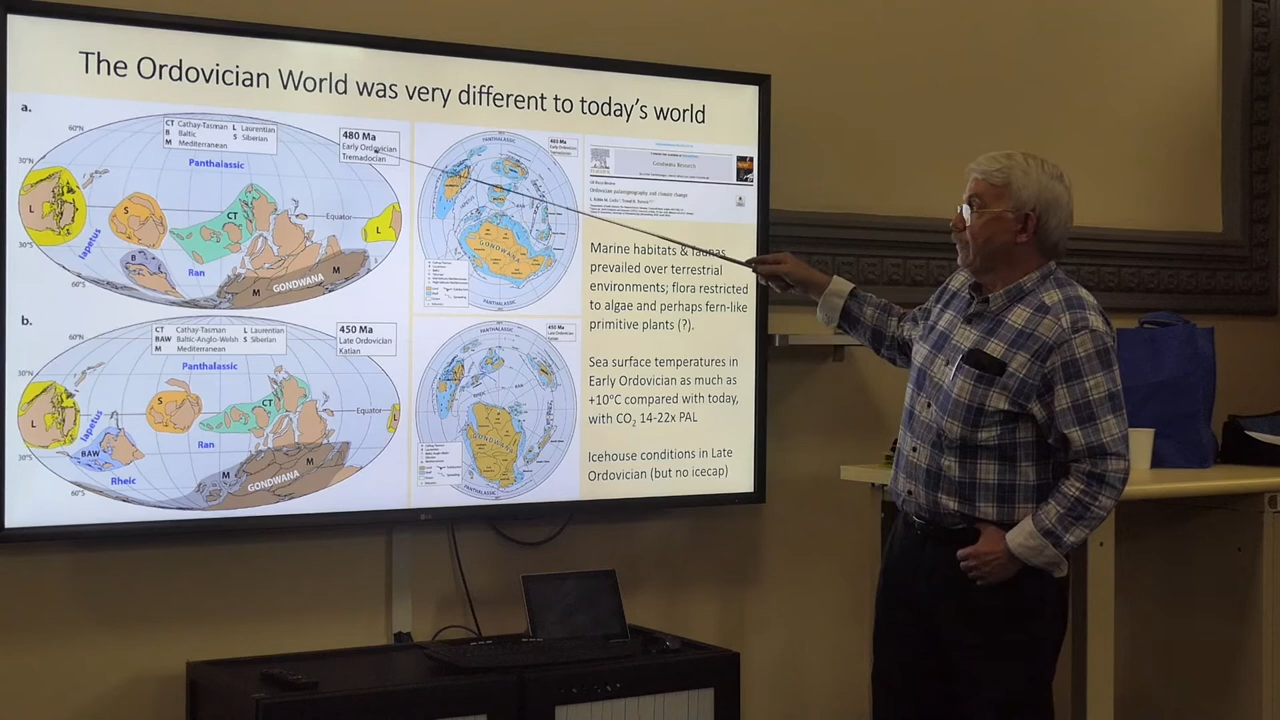 The Ordovician World was very different to today's world
a.
CT Cathay-Tasman L Laurentian
B Baltic S Siberian
M Mediterranean
480 Ma
Early Ordovician
Tremadocian
60°N
30°N
Panthalassic
L
S
CT
L
Equator
Iapetus
30°S
B
Ran
M
60°S
M
GONDWANA
b.
CT Cathay-Tasman L Laurentian
BAW Baltic-Anglo-Welsh S Siberian
M Mediterranean
450 Ma
Late Ordovician
Katian
60°N
Panthalassic
30°N
L
S
CT
L
Equator
Iapetus
Ran
BAW
30°S
M
M
Rheic
GONDWANA
60°S
PANTHALASSIC
480 Ma
Early Ordovician
Tremadocian
GONDWANA
PANTHALASSIC
450 Ma
Late Ordovician
Katian
GONDWANA
PANTHALASSIC
ELSEVIER
Gondwana Research
Ordovician palaeogeography and climate change
Marine habitats & faunas
prevailed over terrestrial
environments; flora restricted
to algae and perhaps fern-like
primitive plants (?).
Sea surface temperatures in
Early Ordovician as much as
+10°C compared with today,
with CO₂ 14-22x PAL
Icehouse conditions in Late
Ordovician (but no icecap)
LG